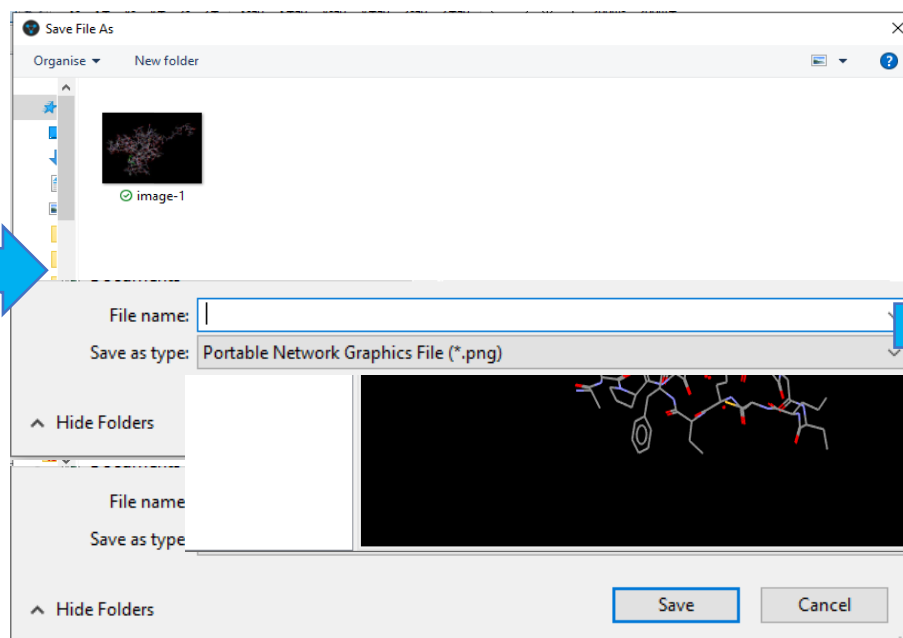 Save File As
Organise
New folder
image-1
File name:
Save as type: Portable Network Graphics File (*.png)
Hide Folders
File name
Save as type
Hide Folders
Save
Cancel